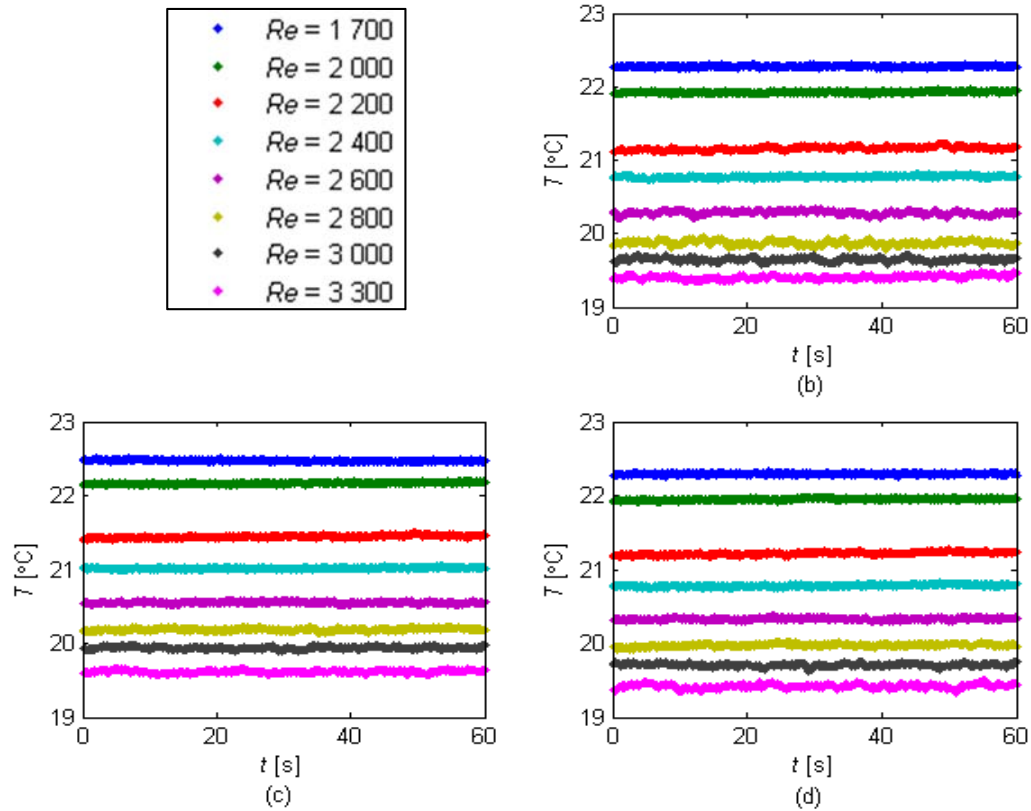 Re = 1 700
Re = 2 000
Re = 2 200
Re = 2 400
Re = 2 600
Re = 2 800
Re = 3 000
Re = 3 300
23
22
21
20
19
T [°C]
0 20 40 60
t [s]
(b)
23
22
21
20
19
T [°C]
0 20 40 60
t [s]
(c)
23
22
21
20
19
T [°C]
0 20 40 60
t [s]
(d)